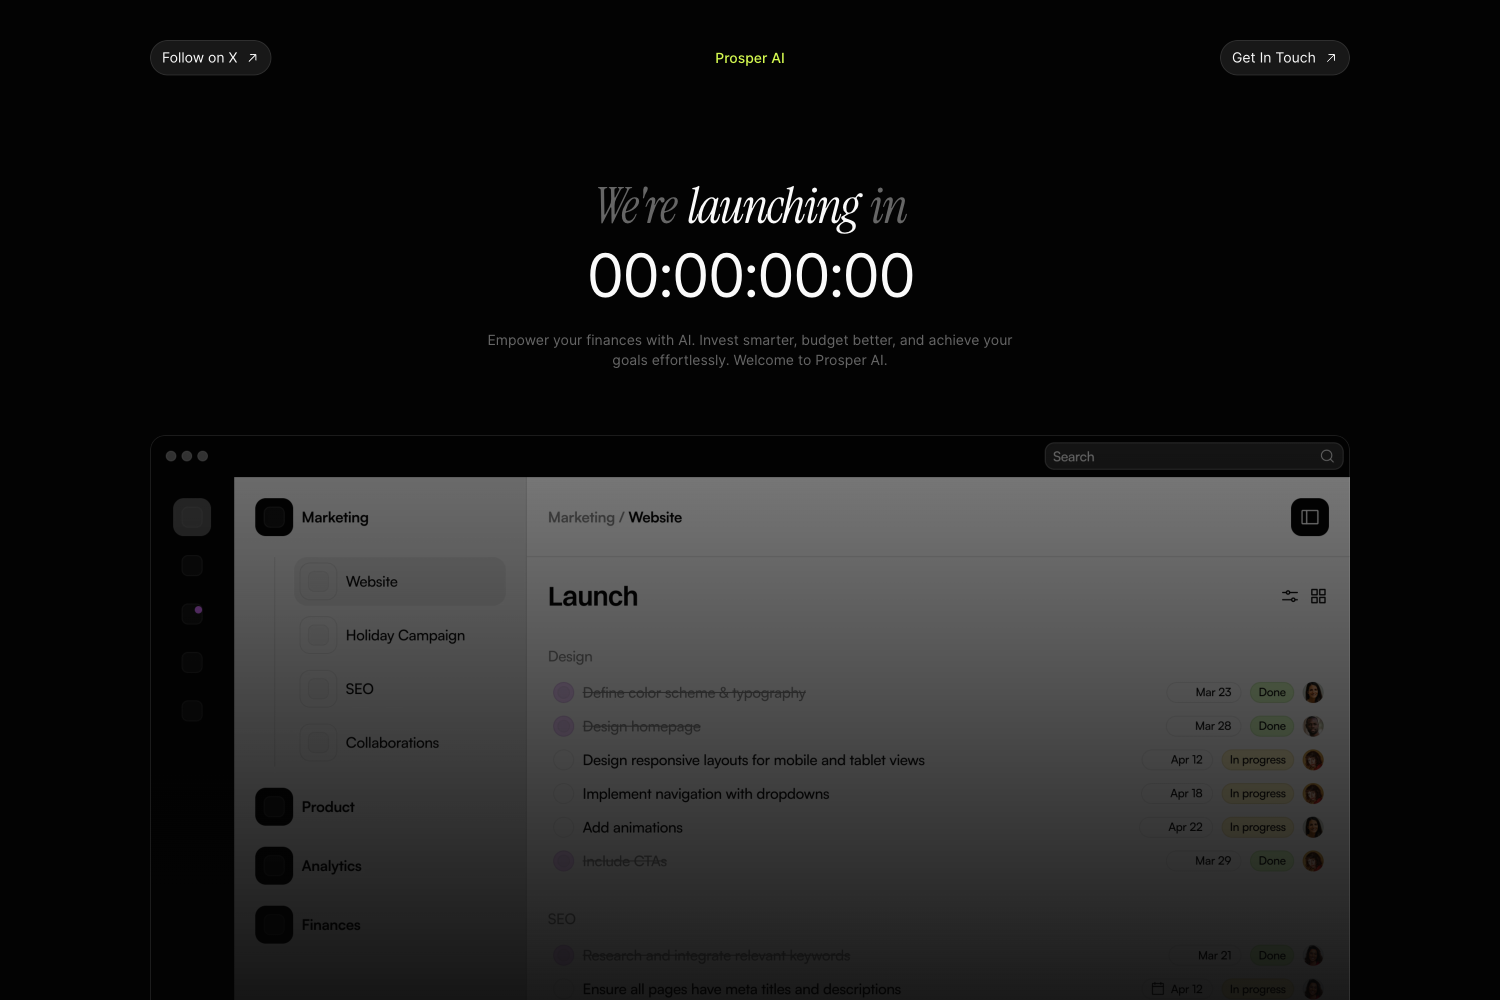 Follow on X
Prosper AI
Get In Touch
We're launching in
00:00:00:00
Empower your finances with AI. Invest smarter, budget better, and achieve your
goals effortlessly. Welcome to Prosper AI.
Search
Marketing
Marketing / Website
Website
Launch
Holiday Campaign
SEO
Collaborations
Product
Analytics
Finances
Design
Define color scheme & typography Mar 23 Done
Design homepage Mar 28 Done
Design responsive layouts for mobile and tablet views Apr 12 In progress
Implement navigation with dropdowns Apr 18 In progress
Add animations Apr 22 In progress
Include CTAs Mar 29 Done
SEO
Research and integrate relevant keywords Mar 21 Done
Ensure all pages have meta titles and descriptions Apr 12 In progress